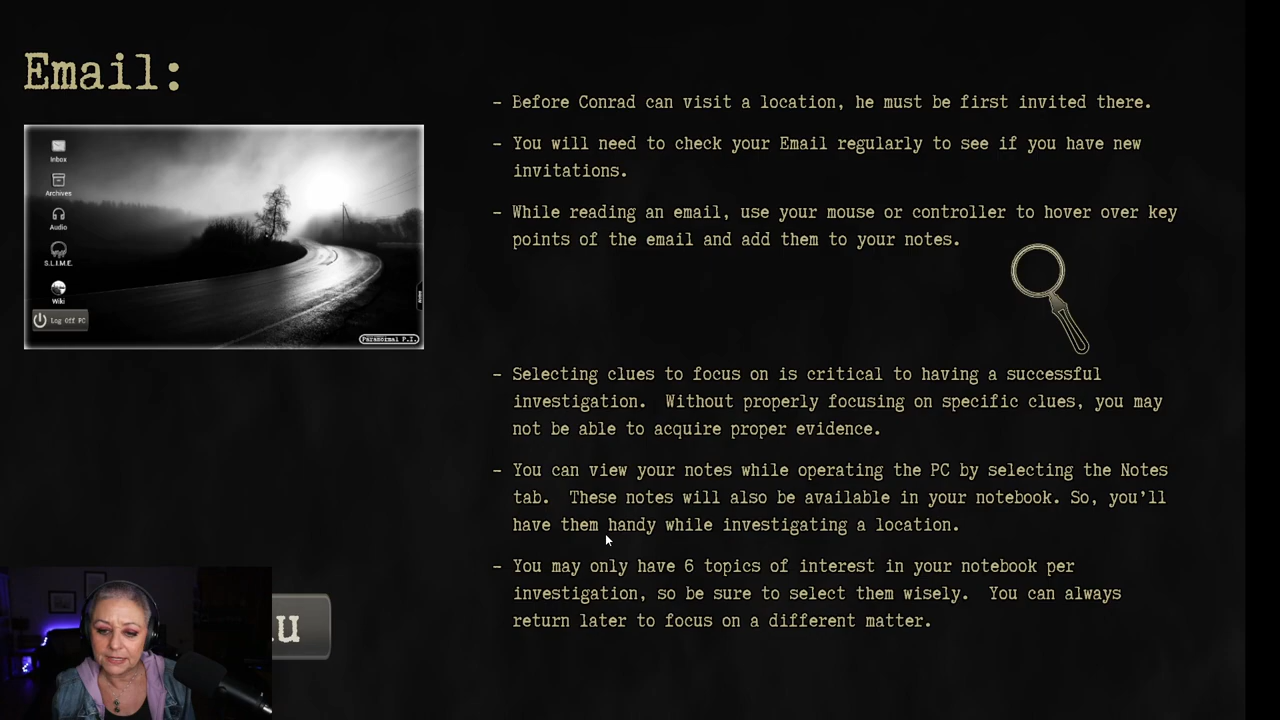 Email:
- Before Conrad can visit a location, he must be first invited there.
- You will need to check your Email regularly to see if you have new
invitations.
- While reading an email, use your mouse or controller to hover over key
points of the email and add them to your notes.
Inbox
Archives
Audio
S.L.I.M.E.
Wiki
Log Off PC
Paranormal P.I.
- Selecting clues to focus on is critical to having a successful
investigation.  Without properly focusing on specific clues, you may
not be able to acquire proper evidence.
- You can view your notes while operating the PC by selecting the Notes
tab.  These notes will also be available in your notebook. So, you'll
have them handy while investigating a location.
- You may only have 6 topics of interest in your notebook per
investigation, so be sure to select them wisely.  You can always
return later to focus on a different matter.
u